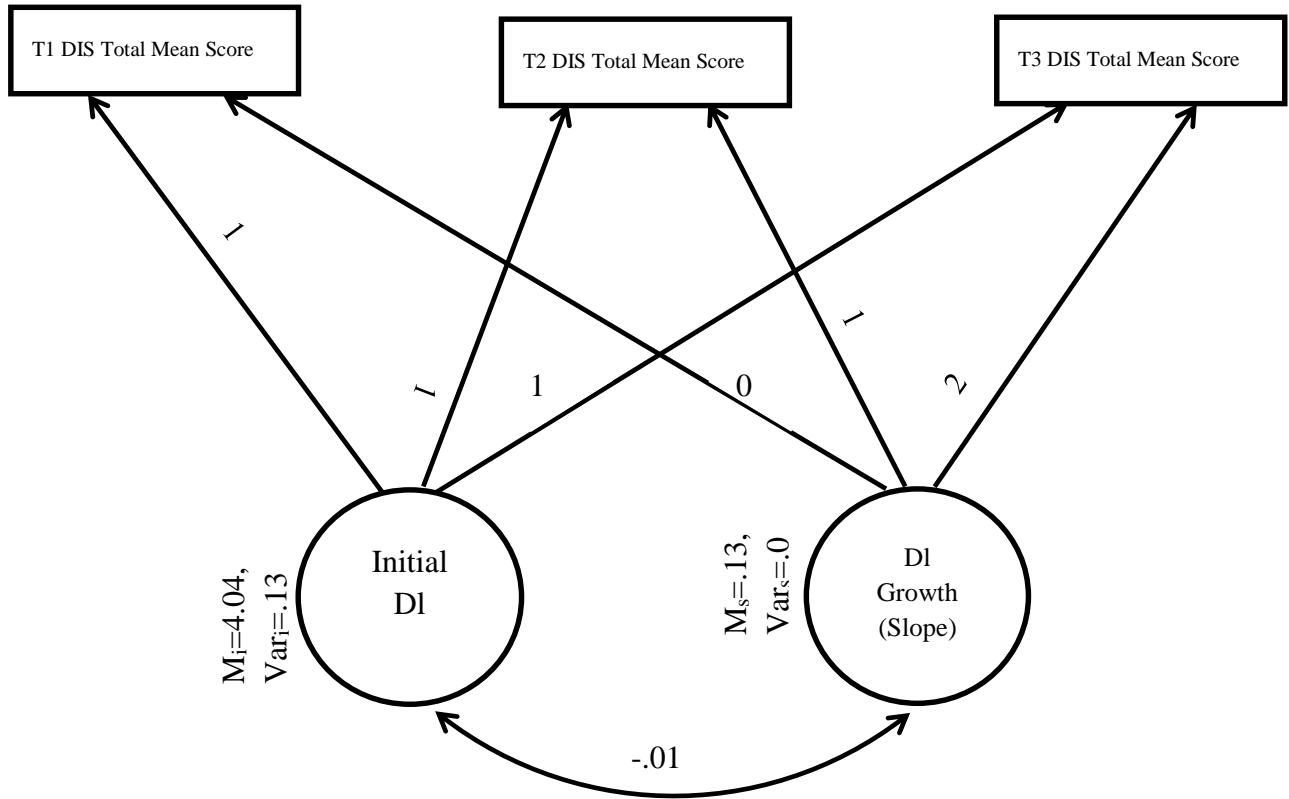 T1 DIS Total Mean Score
T2 DIS Total Mean Score
T3 DIS Total Mean Score
1
1
1
0
1
2
Mᵢ=4.04,
Varᵢ=.13
Initial
Dl
Mₛ=.13,
Varₛ=.0
Dl
Growth
(Slope)
-.01